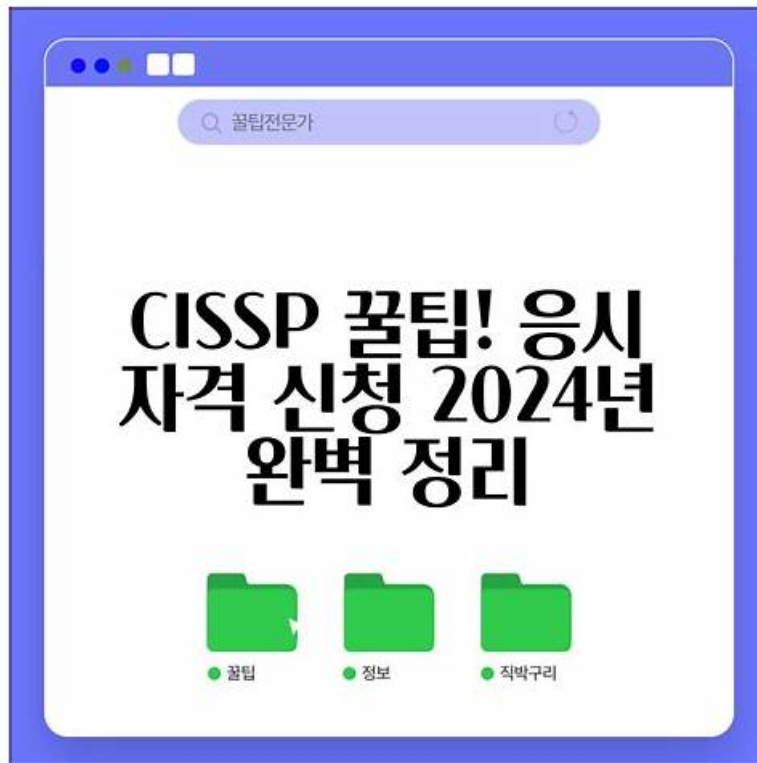 꿀팁전문가
CISSP 꿀팁! 응시
자격 신청 2024년
완벽 정리
꿀팁
정보
직박구리